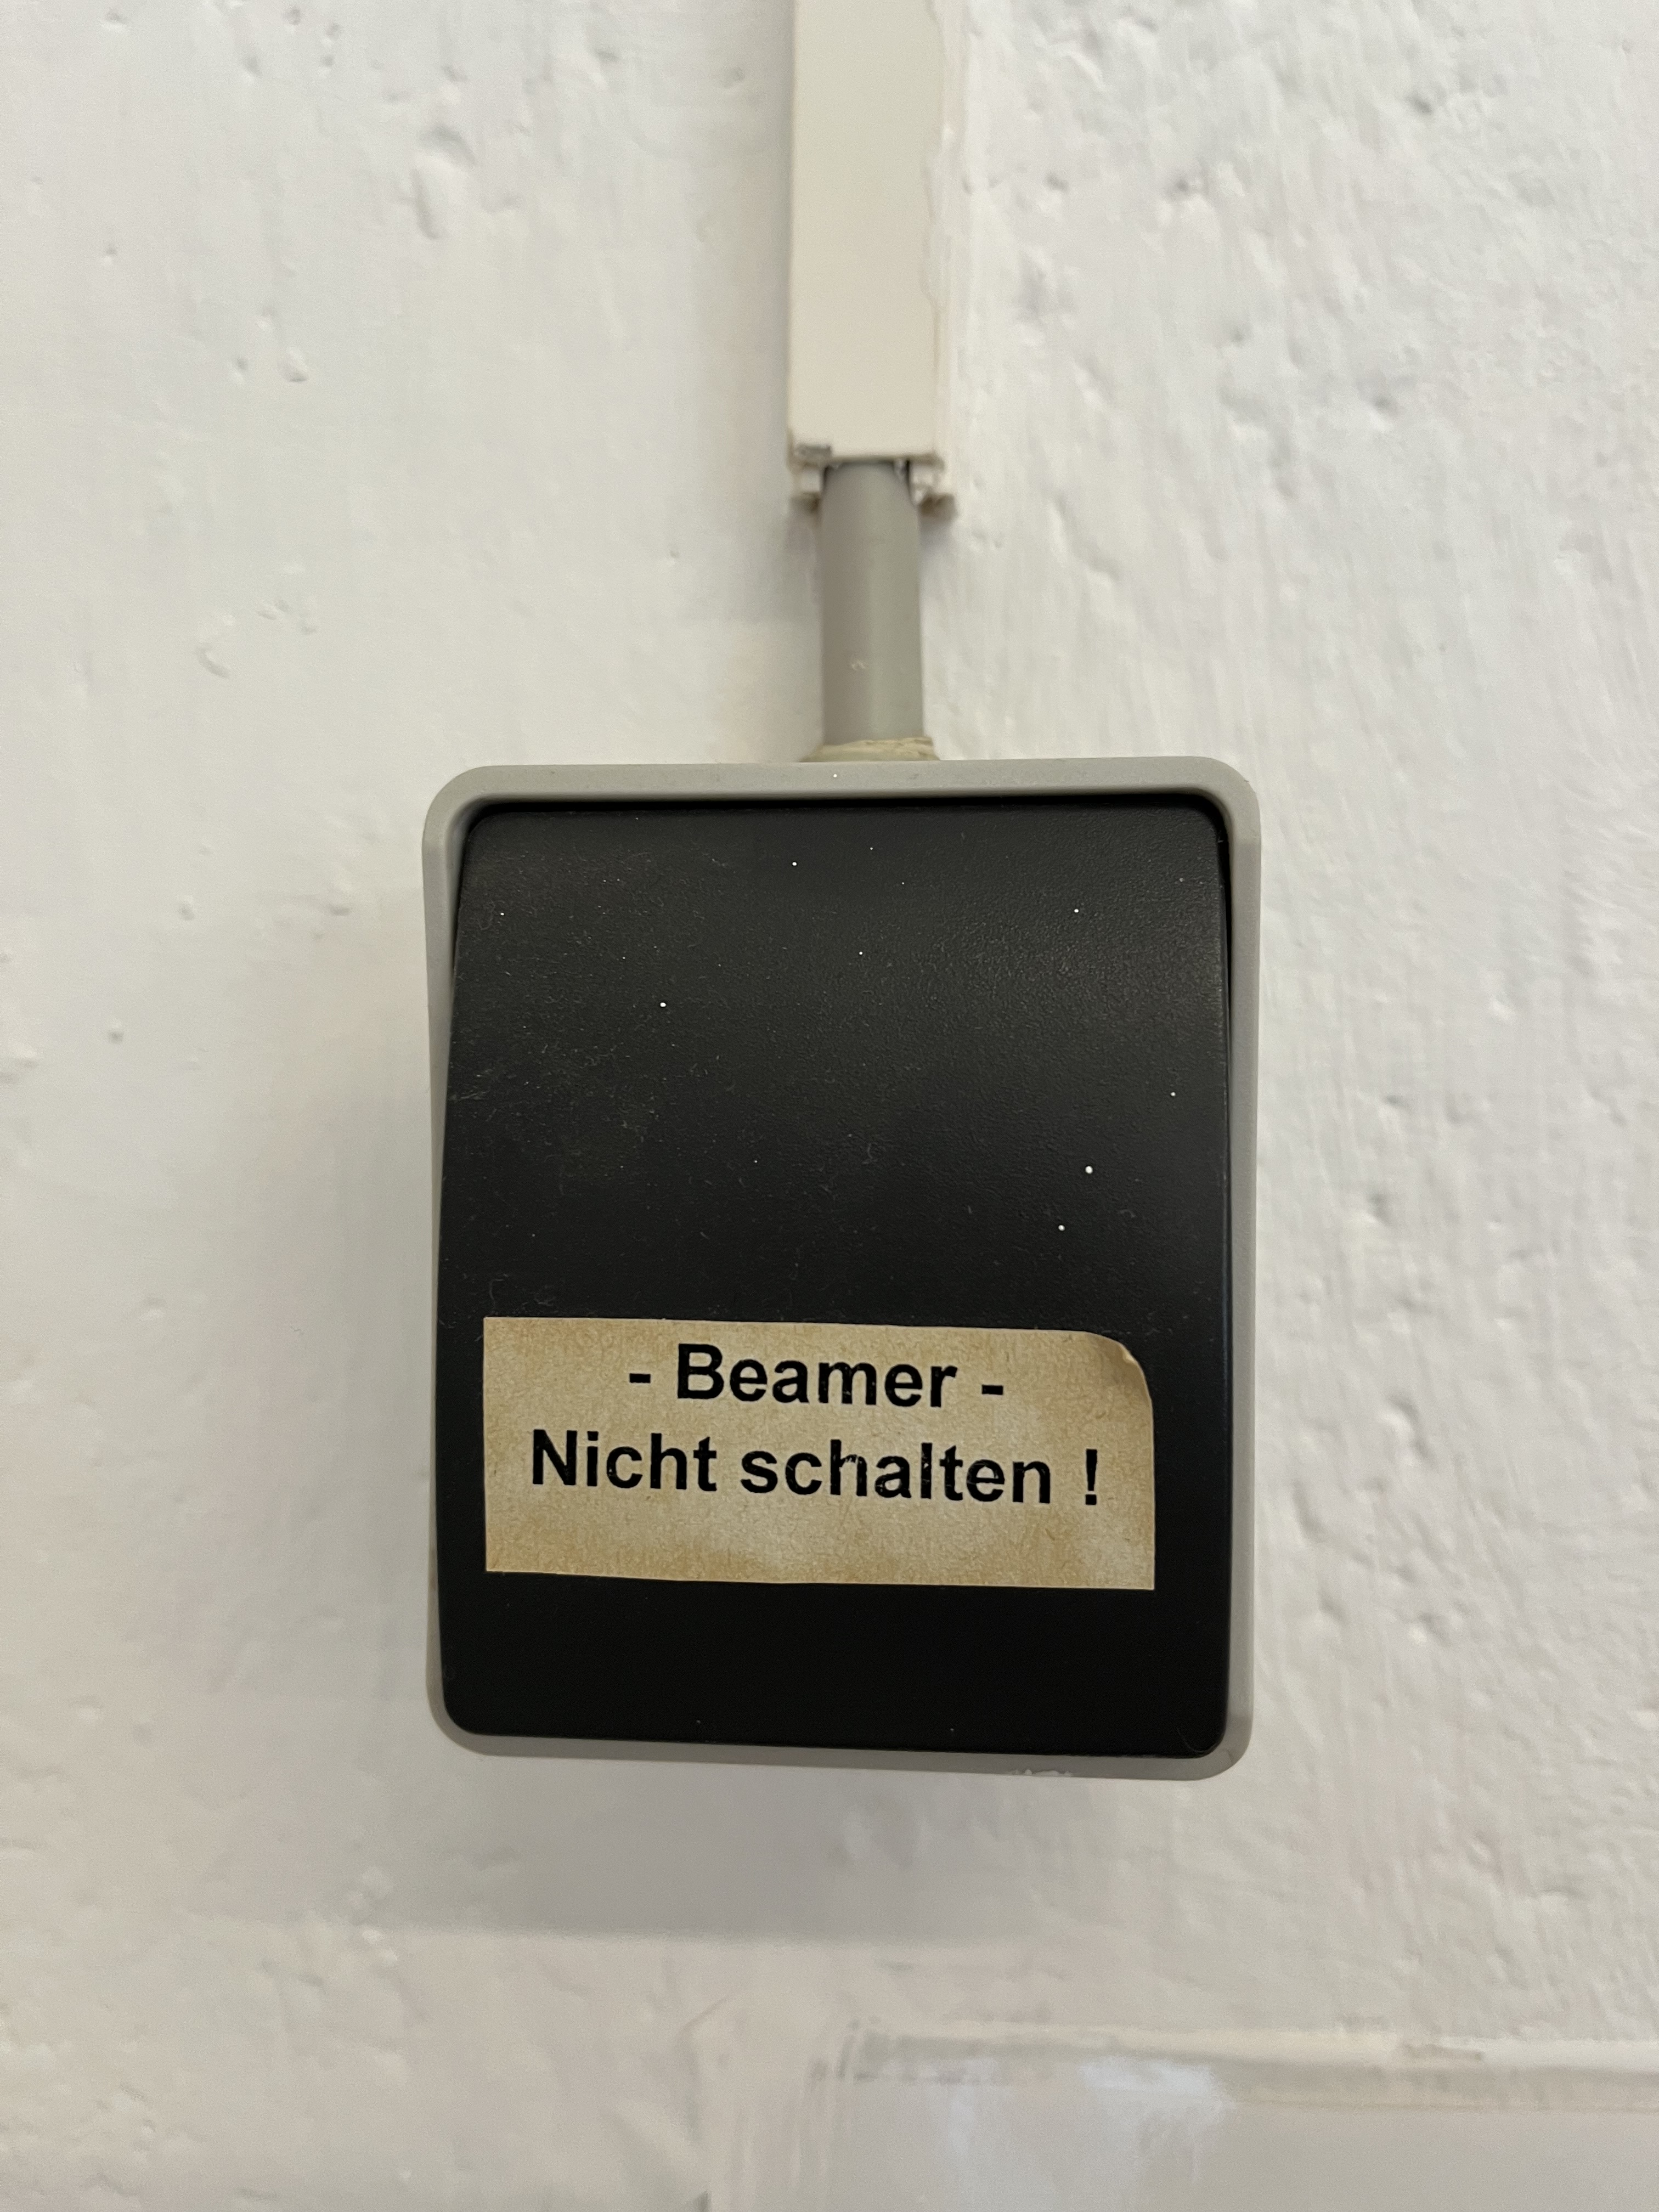 - Beamer -
Nicht schalten !